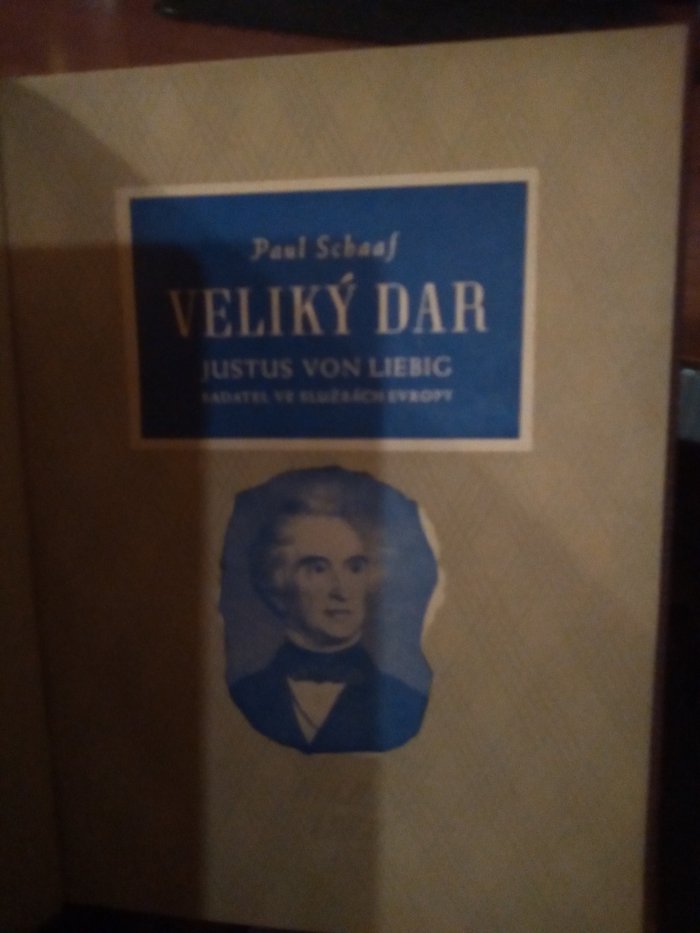 Paul Schaaf
VELIKÝ DAR
JUSTUS VON LIEBIG
BADATEL VE SLUŽBÁCH EVROPY